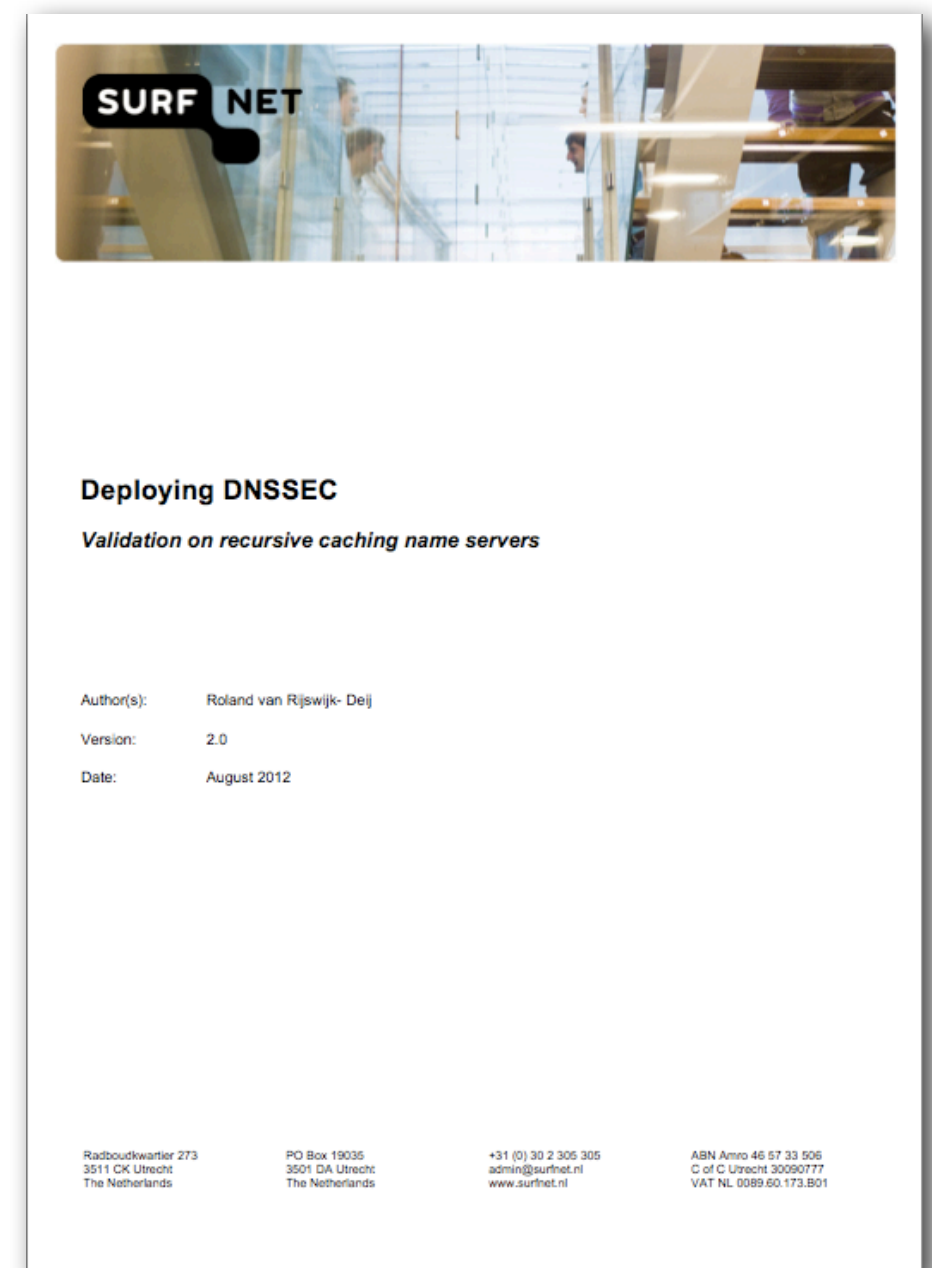 SURF NET
Deploying DNSSEC
Validation on recursive caching name servers
Author(s): Roland van Rijswijk- Deij
Version: 2.0
Date: August 2012
Radboudkwartier 273
3511 CK Utrecht
The Netherlands
PO Box 19035
3501 DA Utrecht
The Netherlands
+31 (0) 30 2 305 305
admin@surfnet.nl
www.surfnet.nl
ABN Amro 46 57 33 506
C of C Utrecht 30090777
VAT NL 0089.60.173.B01